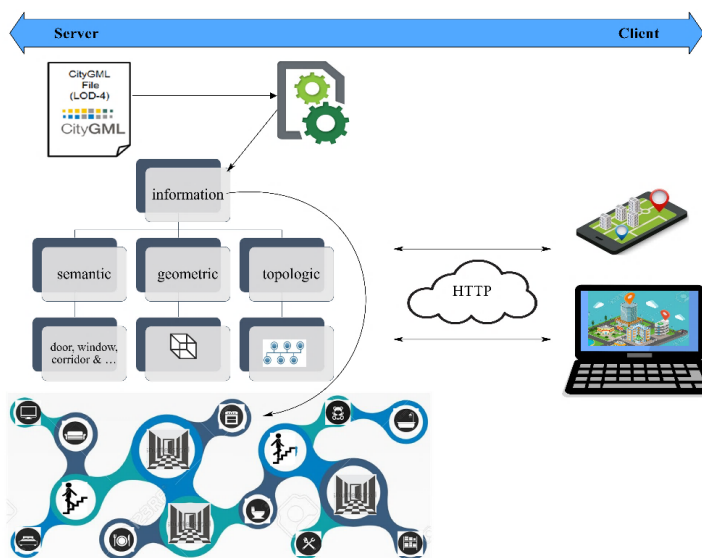 Server
Client
CityGML
File
(LOD-4)
CityGML
information
semantic
geometric
topologic
door, window,
corridor & ...
HTTP